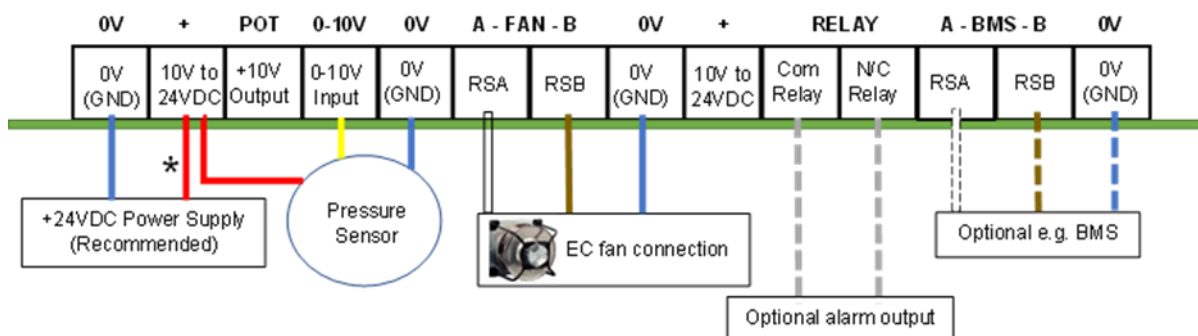 0V + POT 0-10V 0V A - FAN - B 0V + RELAY A - BMS - B 0V
0V
(GND)
10V to
24VDC
+10V
Output
0-10V
Input
0V
(GND)
RSA
RSB
0V
(GND)
10V to
24VDC
Com
Relay
N/C
Relay
RSA
RSB
0V
(GND)
*
+24VDC Power Supply
(Recommended)
Pressure
Sensor
EC fan connection
Optional e.g. BMS
Optional alarm output